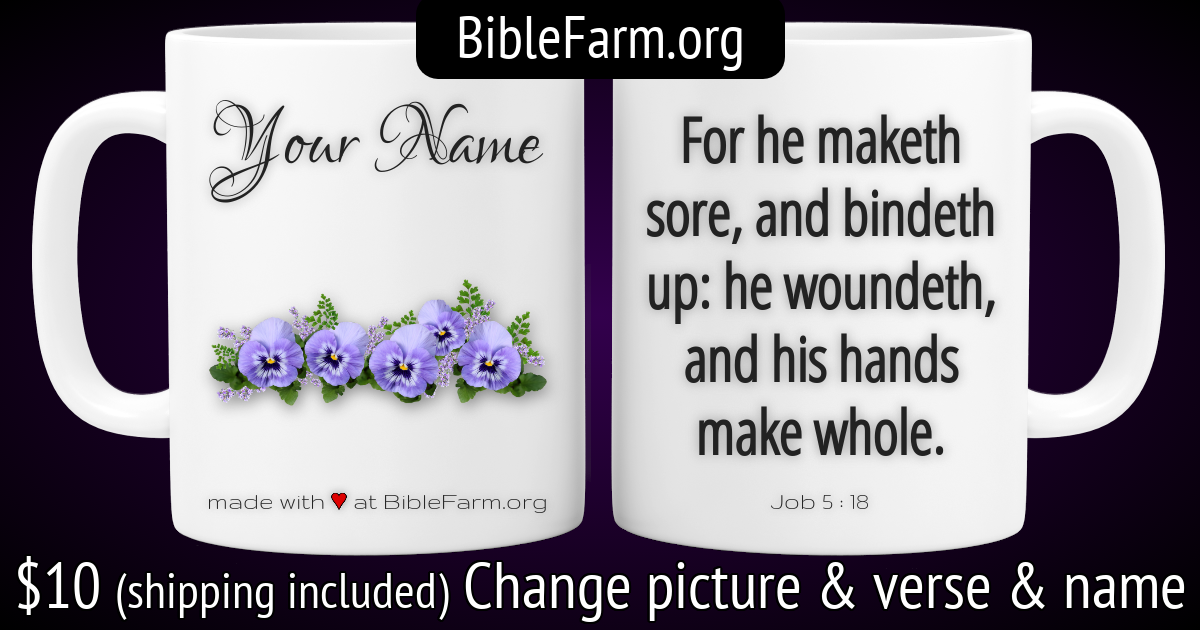 BibleFarm.org
Your Name
made with ♥ at BibleFarm.org
For he maketh
sore, and bindeth
up: he woundeth,
and his hands
make whole.
Job 5 : 18
$10 (shipping included) Change picture & verse & name